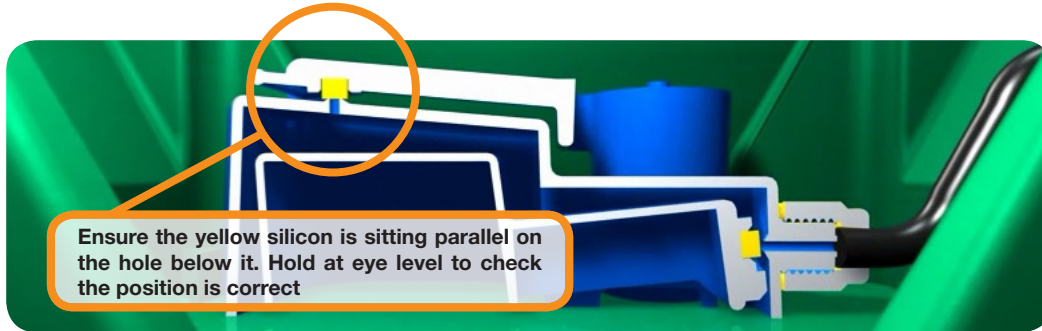 Ensure the yellow silicon is sitting parallel on
the hole below it. Hold at eye level to check
the position is correct